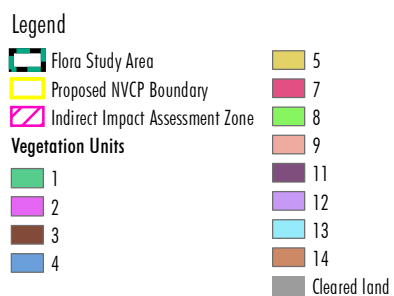 Legend
Flora Study Area
Proposed NVCP Boundary
Indirect Impact Assessment Zone
Vegetation Units
1
2
3
4
5
7
8
9
11
12
13
14
Cleared land